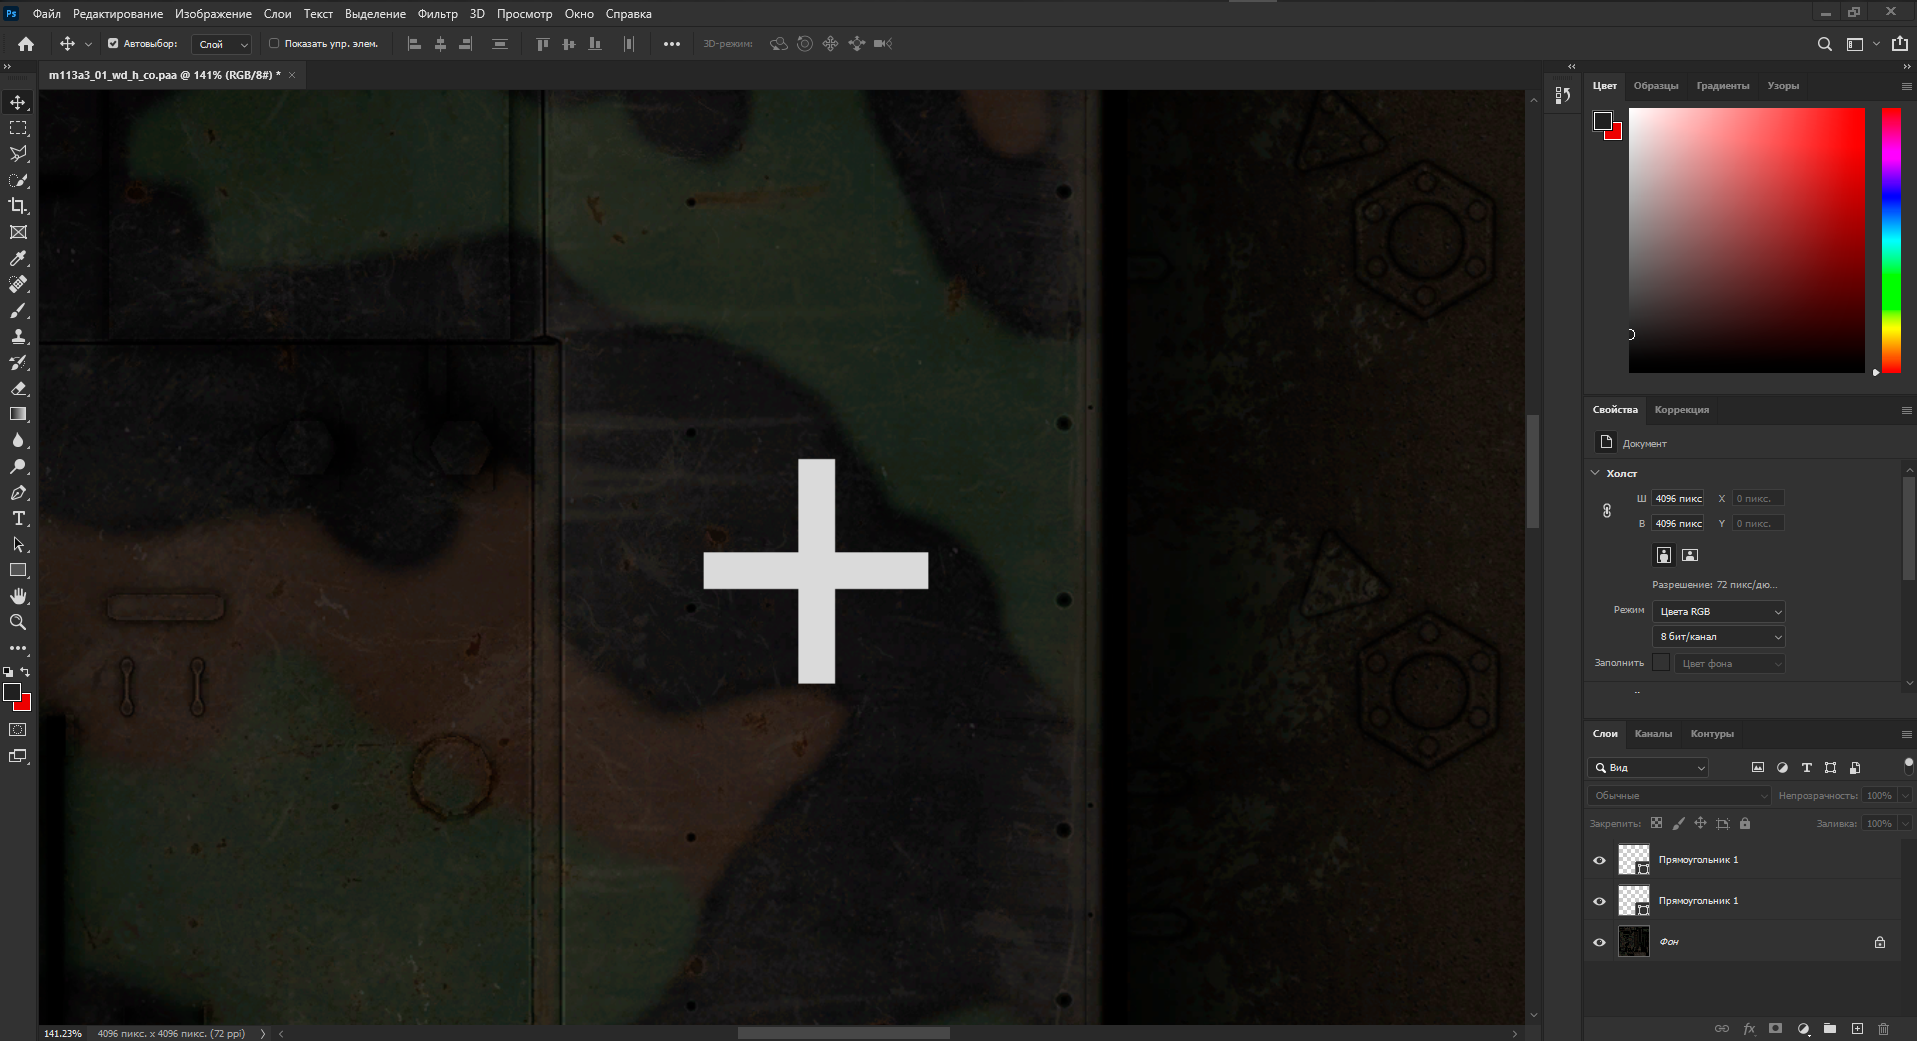 Ps Файл Редактирование Изображение Слои Текст Выделение Фильтр 3D Просмотр Окно Справка
Автовыбор: Слой Показать упр. элем. 3D-режим:
m113a3_01_wd_h_co.paa @ 141% (RGB/8#) *
Цвет Образцы Градиенты Узоры
Свойства Коррекция
Документ
Холст
Ш 4096 пикс X 0 пикс.
В 4096 пикс Y 0 пикс.
Разрешение: 72 пикс/дю...
Режим Цвета RGB
8 бит/канал
Заполнить Цвет фона
Слои Каналы Контуры
Вид
Обычные Непрозрачность: 100%
Закрепить: Заливка: 100%
Прямоугольник 1
Прямоугольник 1
Фон
141.23% 4096 пикс. x 4096 пикс. (72 ppi)